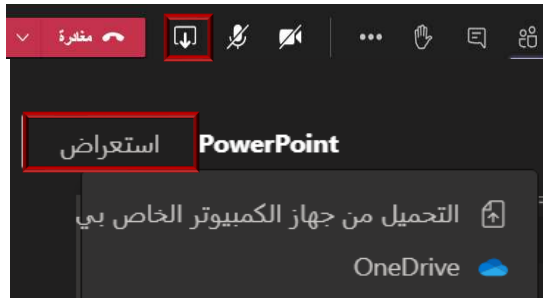 مغادرة
PowerPoint استعراض
التحميل من جهاز الكمبيوتر الخاص بي
OneDrive